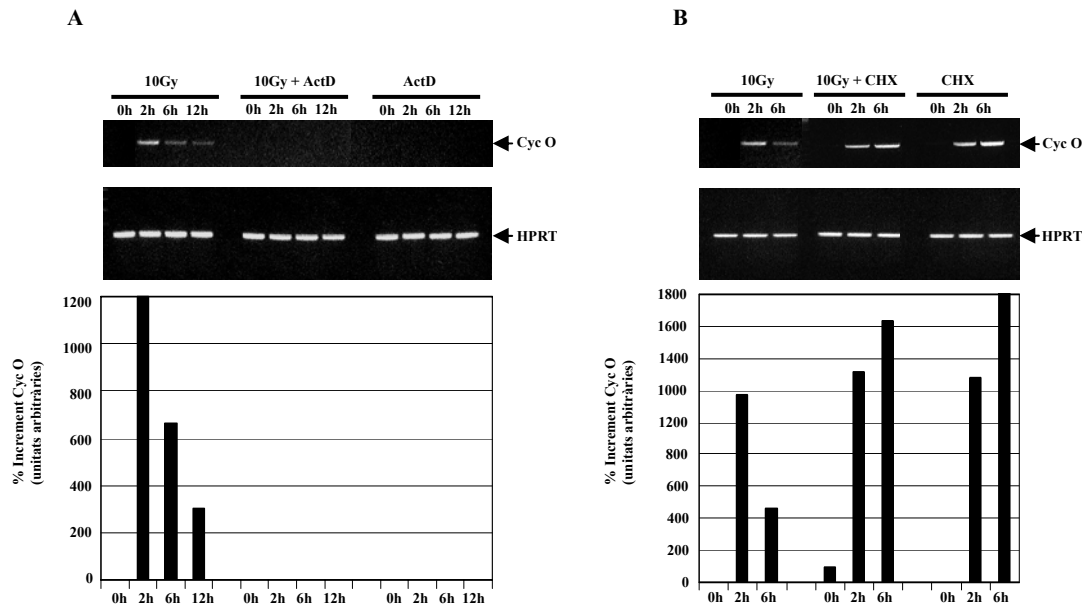 A
10Gy 10Gy + ActD ActD
0h 2h 6h 12h 0h 2h 6h 12h 0h 2h 6h 12h
Cyc O
HPRT
% Increment Cyc O
(unitats arbitràries)
1200
1000
800
600
400
200
0
0h 2h 6h 12h 0h 2h 6h 12h 0h 2h 6h 12h
B
10Gy 10Gy + CHX CHX
0h 2h 6h 0h 2h 6h 0h 2h 6h
Cyc O
HPRT
% Increment Cyc O
(unitats arbitràries)
1800
1600
1400
1000
1200
800
600
400
200
0
0h 2h 6h 0h 2h 6h 0h 2h 6h